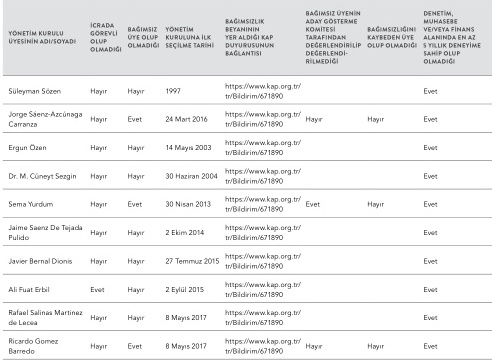 YÖNETİM KURULU ÜYESİNİN ADI/SOYADI
İCRADA GÖREVLİ OLUP OLMADIĞI
BAĞIMSIZ ÜYE OLUP OLMADIĞI
YÖNETİM KURULUNA İLK SEÇİLME TARİHİ
BAĞIMSIZLIK BEYANININ YER ALDIĞI KAP DUYURUSUNUN BAĞLANTISI
BAĞIMSIZ ÜYENİN ADAY GÖSTERME KOMİTESİ TARAFINDAN DEĞERLENDİRİLİP DEĞERLENDİ-RİLMEDİĞİ
BAĞIMSIZLIĞINI KAYBEDEN ÜYE OLUP OLMADIĞI
DENETİM, MUHASEBE VE/VEYA FİNANS ALANINDA EN AZ 5 YILLIK DENEYİME SAHİP OLUP OLMADIĞI
Süleyman Sözen Hayır Hayır 1997 https://www.kap.org.tr/ tr/Bildirim/671890 Evet
Jorge Sáenz-Azcúnaga Carranza Hayır Evet 24 Mart 2016 https://www.kap.org.tr/ tr/Bildirim/671890 Hayır Hayır Evet
Ergun Özen Hayır Hayır 14 Mayıs 2003 https://www.kap.org.tr/ tr/Bildirim/671890 Evet
Dr. M. Cüneyt Sezgin Hayır Hayır 30 Haziran 2004 https://www.kap.org.tr/ tr/Bildirim/671890 Evet
Sema Yurdum Hayır Evet 30 Nisan 2013 https://www.kap.org.tr/ tr/Bildirim/671890 Evet Hayır Evet
Jaime Saenz De Tejada Pulido Hayır Hayır 2 Ekim 2014 https://www.kap.org.tr/ tr/Bildirim/671890 Evet
Javier Bernal Dionis Hayır Hayır 27 Temmuz 2015 https://www.kap.org.tr/ tr/Bildirim/671890 Evet
Ali Fuat Erbil Evet Hayır 2 Eylül 2015 https://www.kap.org.tr/ tr/Bildirim/671890 Evet
Rafael Salinas Martinez de Lecea Hayır Hayır 8 Mayıs 2017 https://www.kap.org.tr/ tr/Bildirim/671890 Evet
Ricardo Gomez Barredo Hayır Evet 8 Mayıs 2017 https://www.kap.org.tr/ tr/Bildirim/671890 Hayır Hayır Evet